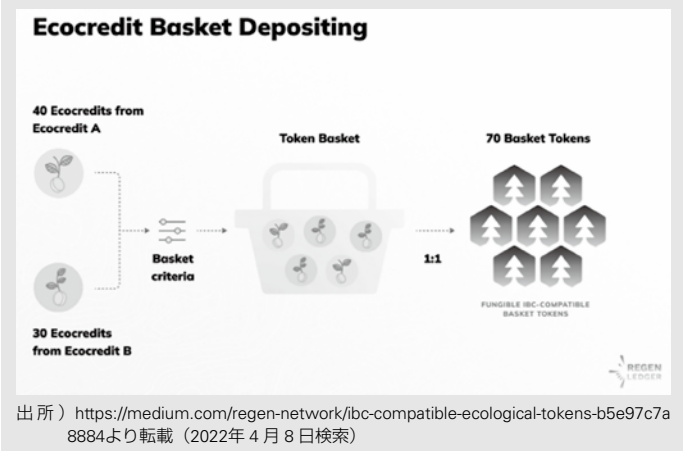 Ecocredit Basket Depositing
40 Ecocredits from
Ecocredit A
Token Basket
70 Basket Tokens
Basket
criteria
1:1
30 Ecocredits
from Ecocredit B
FUNGIBLE IBC-COMPATIBLE
BASKET TOKENS
REGEN
LEDGER
出所）https://medium.com/regen-network/ibc-compatible-ecological-tokens-b5e97c7a
8884より転載（2022年4月8日検索）